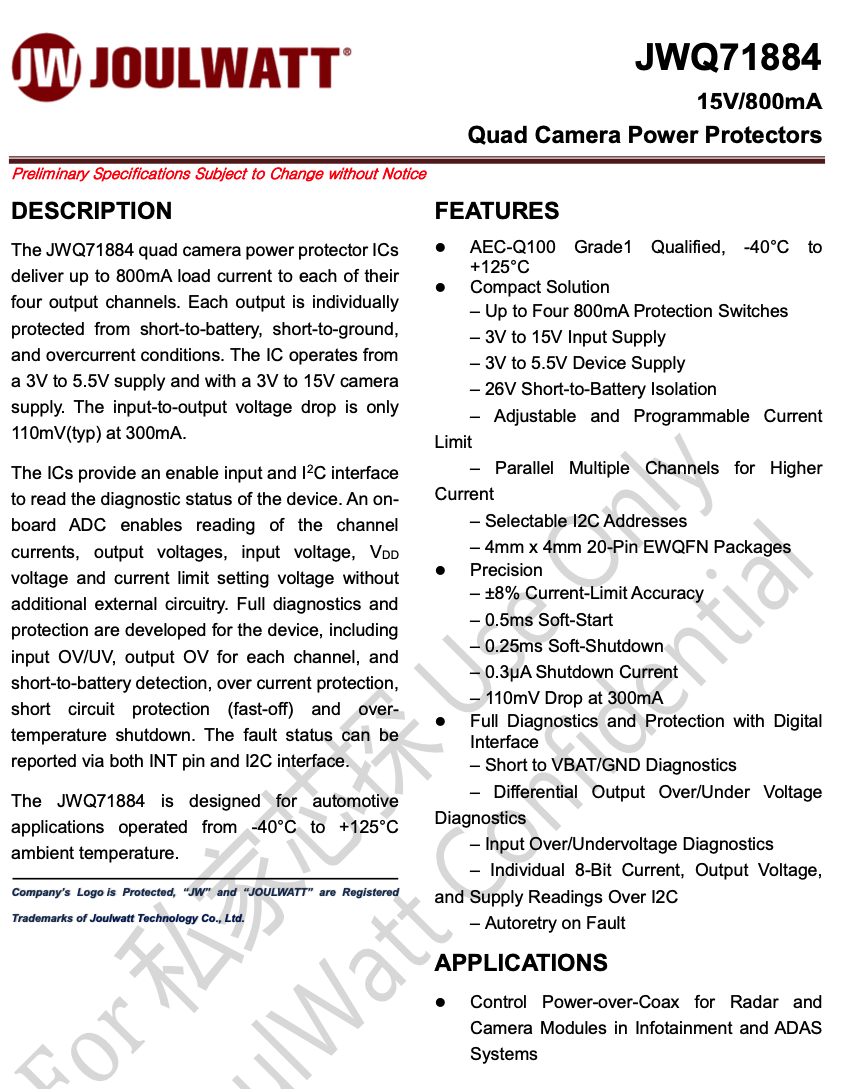 JW JOULWATT®
JWQ71884
15V/800mA
Quad Camera Power Protectors
Preliminary Specifications Subject to Change without Notice
DESCRIPTION
The JWQ71884 quad camera power protector ICs
deliver up to 800mA load current to each of their
four output channels. Each output is individually
protected from short-to-battery, short-to-ground,
and overcurrent conditions. The IC operates from
a 3V to 5.5V supply and with a 3V to 15V camera
supply. The input-to-output voltage drop is only
110mV(typ) at 300mA.
The ICs provide an enable input and I²C interface
to read the diagnostic status of the device. An on-
board ADC enables reading of the channel
currents, output voltages, input voltage, VDD
voltage and current limit setting voltage without
additional external circuitry. Full diagnostics and
protection are developed for the device, including
input OV/UV, output OV for each channel, and
short-to-battery detection, over current protection,
short circuit protection (fast-off) and over-
temperature shutdown. The fault status can be
reported via both INT pin and I2C interface.
The JWQ71884 is designed for automotive
applications operated from -40°C to +125°C
ambient temperature.
Company's Logo is Protected, “JW” and “JOULWATT” are Registered
Trademarks of Joulwatt Technology Co., Ltd.
FEATURES
● AEC-Q100 Grade1 Qualified, -40°C to
+125°C
● Compact Solution
– Up to Four 800mA Protection Switches
– 3V to 15V Input Supply
– 3V to 5.5V Device Supply
– 26V Short-to-Battery Isolation
– Adjustable and Programmable Current
Limit
– Parallel Multiple Channels for Higher
Current
– Selectable I2C Addresses
– 4mm x 4mm 20-Pin EWQFN Packages
● Precision
– ±8% Current-Limit Accuracy
– 0.5ms Soft-Start
– 0.25ms Soft-Shutdown
– 0.3μA Shutdown Current
– 110mV Drop at 300mA
● Full Diagnostics and Protection with Digital
Interface
– Short to VBAT/GND Diagnostics
– Differential Output Over/Under Voltage
Diagnostics
– Input Over/Undervoltage Diagnostics
– Individual 8-Bit Current, Output Voltage,
and Supply Readings Over I2C
– Autoretry on Fault
APPLICATIONS
● Control Power-over-Coax for Radar and
Camera Modules in Infotainment and ADAS
Systems
For 私家芯探 Use Only
oulWatt Confidential